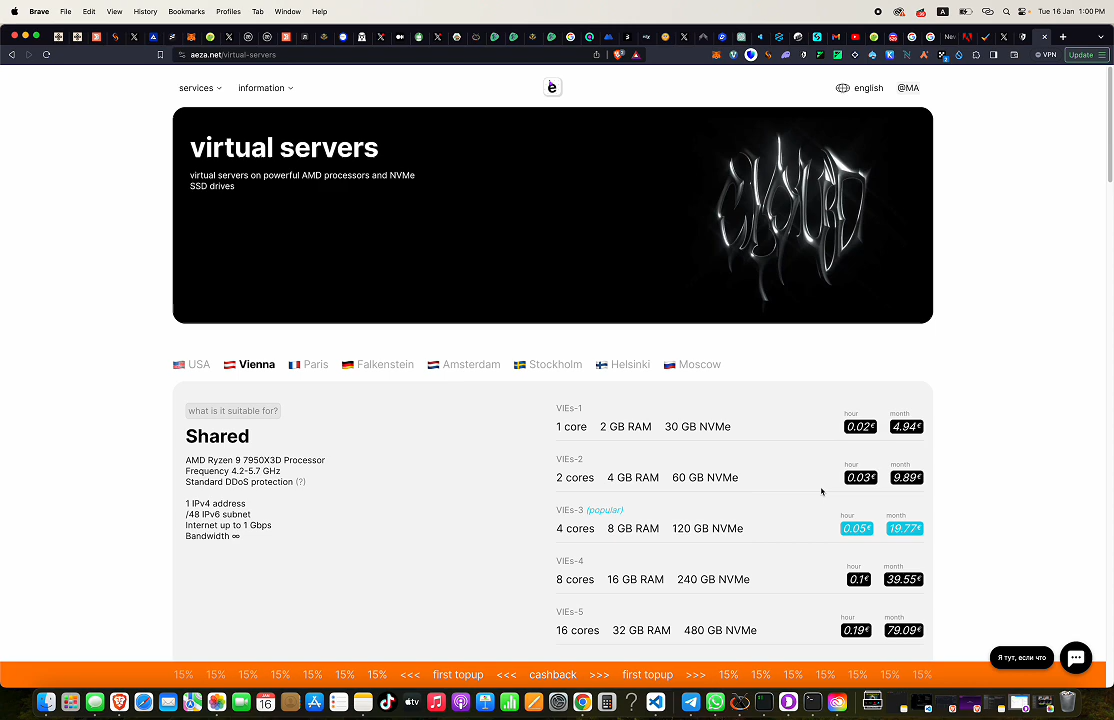 Brave File Edit View History Bookmarks Profiles Tab Window Help
Tue 16 Jan 1:00 PM
aeza.net/virtual-servers
VPN
Update
services
information
english
@MA
virtual servers
virtual servers on powerful AMD processors and NVMe
SSD drives
CLOUD
USA Vienna Paris Falkenstein Amsterdam Stockholm Helsinki Moscow
what is it suitable for?
Shared
AMD Ryzen 9 7950X3D Processor
Frequency 4.2-5.7 GHz
Standard DDoS protection (?)
1 IPv4 address
/48 IPv6 subnet
Internet up to 1 Gbps
Bandwidth ∞
VIEs-1
1 core 2 GB RAM 30 GB NVMe
hour month
0.02€ 4.94€
VIEs-2
2 cores 4 GB RAM 60 GB NVMe
hour month
0.03€ 9.89€
VIEs-3 (popular)
4 cores 8 GB RAM 120 GB NVMe
hour month
0.05€ 19.77€
VIEs-4
8 cores 16 GB RAM 240 GB NVMe
hour month
0.1€ 39.55€
VIEs-5
16 cores 32 GB RAM 480 GB NVMe
hour month
0.19€ 79.09€
Я тут, если что
15% 15% 15% 15% 15% 15% 15% <<< first topup <<< cashback >>> first topup >>> 15% 15% 15% 15% 15% 15% 15%